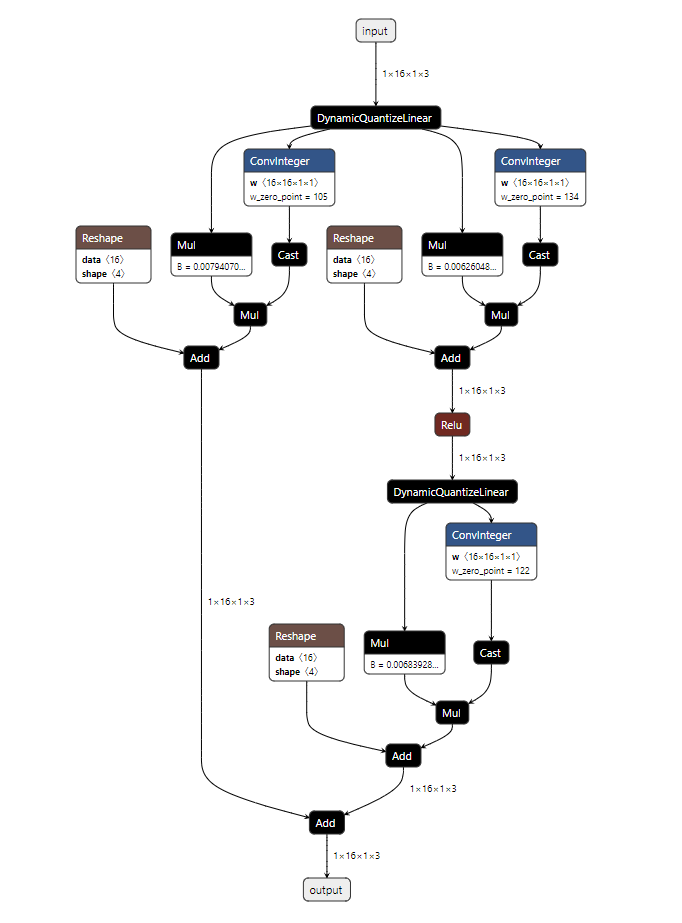 input
1×16×1×3
DynamicQuantizeLinear
ConvInteger
w 〈16×16×1×1〉
w_zero_point = 105
ConvInteger
w 〈16×16×1×1〉
w_zero_point = 134
Reshape
data 〈16〉
shape 〈4〉
Mul
B = 0.00794070...
Cast
Reshape
data 〈16〉
shape 〈4〉
Mul
B = 0.00626048...
Cast
Mul
Mul
Add
Add
1×16×1×3
Relu
1×16×1×3
DynamicQuantizeLinear
ConvInteger
w 〈16×16×1×1〉
w_zero_point = 122
1×16×1×3
Reshape
data 〈16〉
shape 〈4〉
Mul
B = 0.00683928...
Cast
Mul
Add
1×16×1×3
Add
1×16×1×3
output